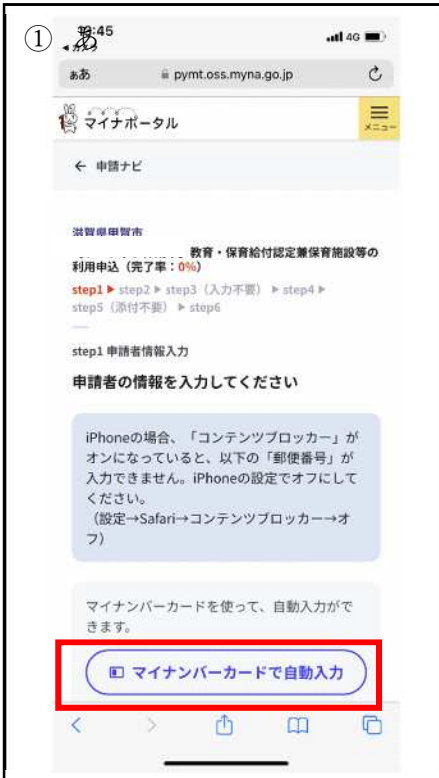 ①
:45
4G
ぁあ pymt.oss.myna.go.jp
マイナポータル
メニュー
← 申請ナビ
滋賀県甲賀市
教育・保育給付認定兼保育施設等の
利用申込（完了率：0%）
step1 ▶ step2 ▶ step3（入力不要） ▶ step4 ▶
step5（添付不要） ▶ step6
step1 申請者情報入力
申請者の情報を入力してください
iPhoneの場合、「コンテンツブロッカー」が
オンになっていると、以下の「郵便番号」が
入力できません。iPhoneの設定でオフにして
ください。
（設定→Safari→コンテンツブロッカー→オ
フ）
マイナンバーカードを使って、自動入力がで
きます。
マイナンバーカードで自動入力